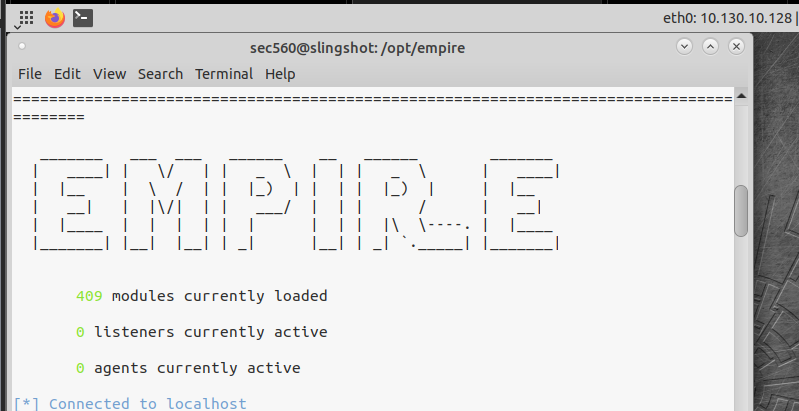 eth0: 10.130.10.128
sec560@slingshot: /opt/empire
File Edit View Search Terminal Help
================================================================================
========
EMPIRE
409 modules currently loaded
0 listeners currently active
0 agents currently active
[*] Connected to localhost